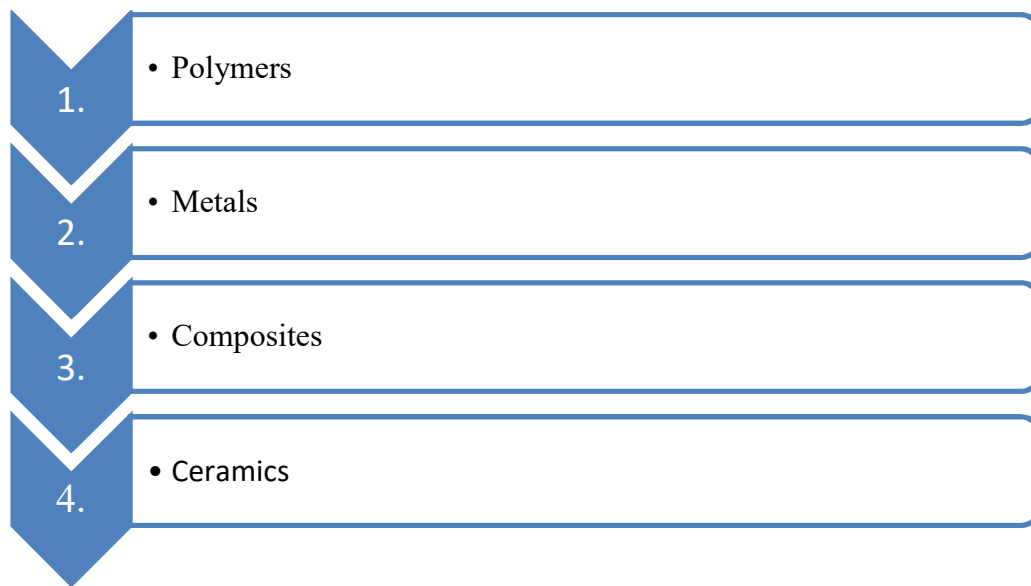 1.
• Polymers
2.
• Metals
3.
• Composites
4.
• Ceramics